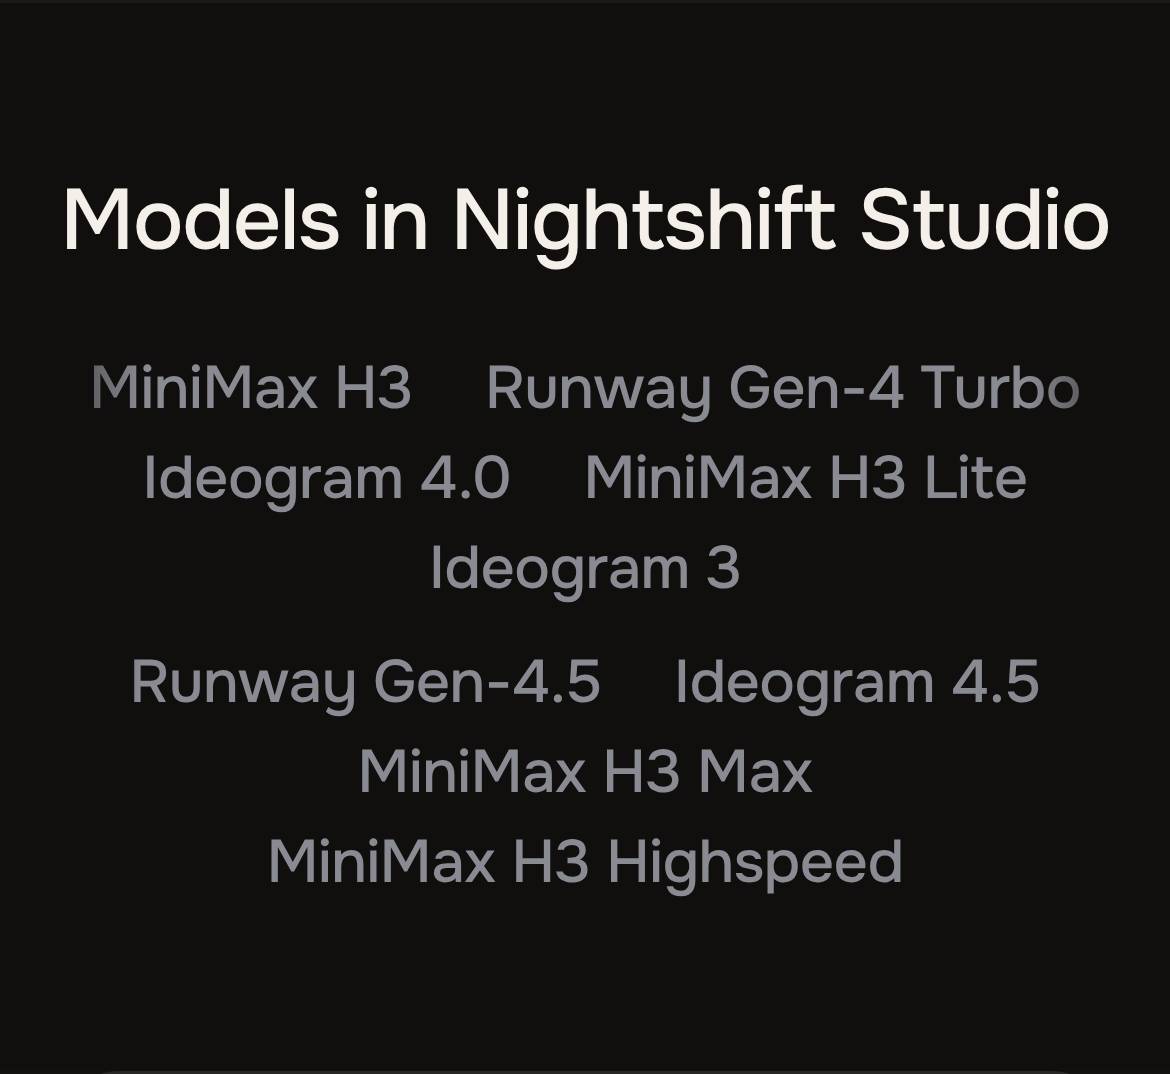 Models in Nightshift Studio
MiniMax H3 Runway Gen-4 Turbo
Ideogram 4.0 MiniMax H3 Lite
Ideogram 3
Runway Gen-4.5 Ideogram 4.5
MiniMax H3 Max
MiniMax H3 Highspeed